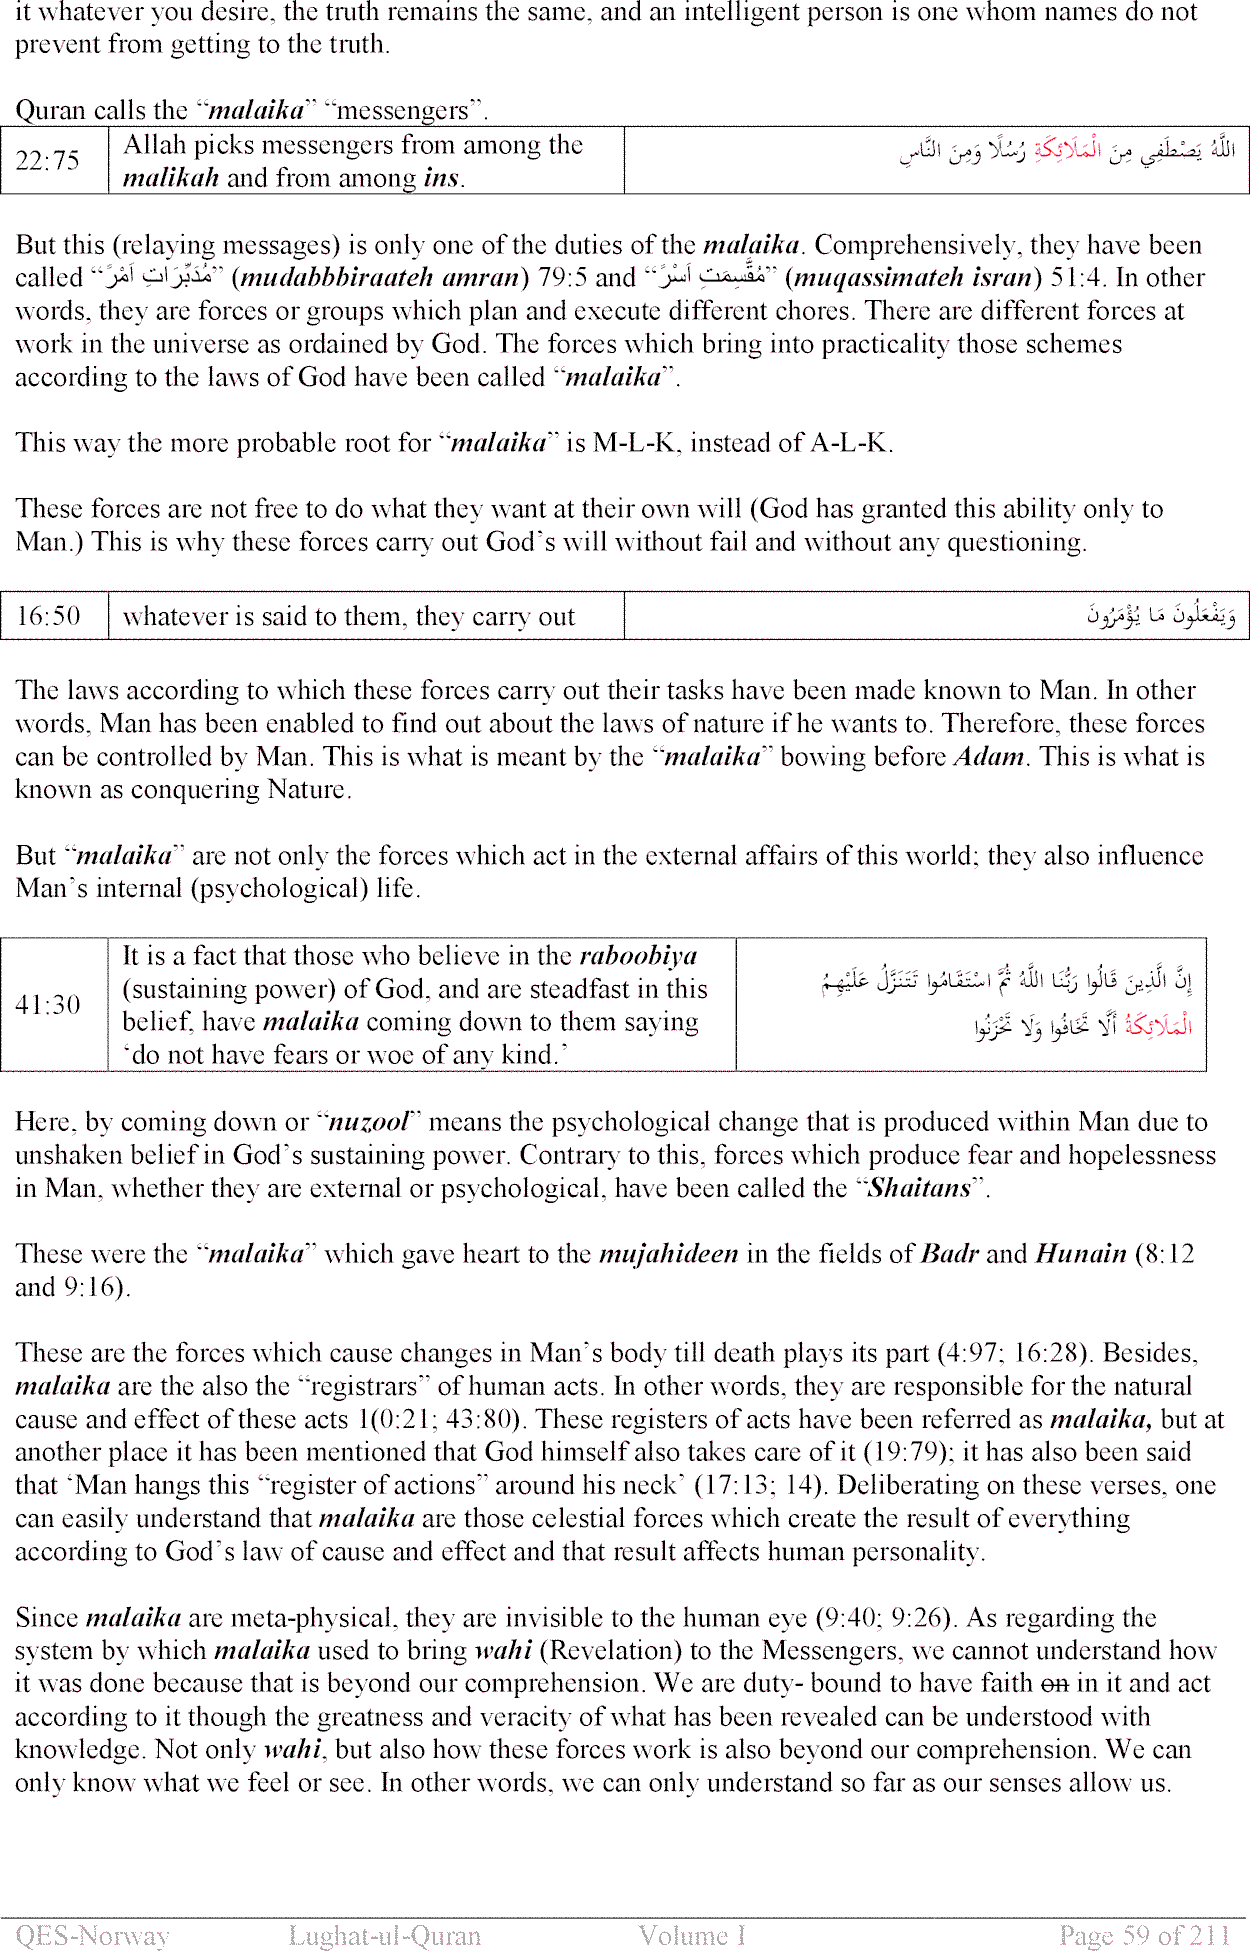 it whatever you desire, the truth remains the same, and an intelligent person is one whom names do not
prevent from getting to the truth.
Quran calls the “malaika” “messengers”.
22:75
Allah picks messengers from among the
malikah and from among ins.
اللَّهُ يَصْطَفِي مِنَ الْمَلَائِكَةِ رُسُلًا وَمِنَ النَّاسِ
But this (relaying messages) is only one of the duties of the malaika. Comprehensively, they have been
called “مُدَبِّرَاتِ اَمْرً” (mudabbbiraateh amran) 79:5 and “مُقَّسِمَتِ اَسْرً” (muqassimateh isran) 51:4. In other
words, they are forces or groups which plan and execute different chores. There are different forces at
work in the universe as ordained by God. The forces which bring into practicality those schemes
according to the laws of God have been called “malaika”.
This way the more probable root for “malaika” is M-L-K, instead of A-L-K.
These forces are not free to do what they want at their own will (God has granted this ability only to
Man.) This is why these forces carry out God’s will without fail and without any questioning.
16:50
whatever is said to them, they carry out
وَيَفْعَلُونَ مَا يُؤْمَرُونَ
The laws according to which these forces carry out their tasks have been made known to Man. In other
words, Man has been enabled to find out about the laws of nature if he wants to. Therefore, these forces
can be controlled by Man. This is what is meant by the “malaika” bowing before Adam. This is what is
known as conquering Nature.
But “malaika” are not only the forces which act in the external affairs of this world; they also influence
Man’s internal (psychological) life.
41:30
It is a fact that those who believe in the raboobiya
(sustaining power) of God, and are steadfast in this
belief, have malaika coming down to them saying
‘do not have fears or woe of any kind.’
إِنَّ الَّذِينَ قَالُوا رَبُّنَا اللَّهُ ثُمَّ اسْتَقَامُوا تَتَنَزَّلُ عَلَيْهِمُ
الْمَلَائِكَةُ أَلَّا تَخَافُوا وَلَا تَحْزَنُوا
Here, by coming down or “nuzool” means the psychological change that is produced within Man due to
unshaken belief in God’s sustaining power. Contrary to this, forces which produce fear and hopelessness
in Man, whether they are external or psychological, have been called the “Shaitans”.
These were the “malaika” which gave heart to the mujahideen in the fields of Badr and Hunain (8:12
and 9:16).
These are the forces which cause changes in Man’s body till death plays its part (4:97; 16:28). Besides,
malaika are the also the “registrars” of human acts. In other words, they are responsible for the natural
cause and effect of these acts 1(0:21; 43:80). These registers of acts have been referred as malaika, but at
another place it has been mentioned that God himself also takes care of it (19:79); it has also been said
that ‘Man hangs this “register of actions” around his neck’ (17:13; 14). Deliberating on these verses, one
can easily understand that malaika are those celestial forces which create the result of everything
according to God’s law of cause and effect and that result affects human personality.
Since malaika are meta-physical, they are invisible to the human eye (9:40; 9:26). As regarding the
system by which malaika used to bring wahi (Revelation) to the Messengers, we cannot understand how
it was done because that is beyond our comprehension. We are duty- bound to have faith on in it and act
according to it though the greatness and veracity of what has been revealed can be understood with
knowledge. Not only wahi, but also how these forces work is also beyond our comprehension. We can
only know what we feel or see. In other words, we can only understand so far as our senses allow us.
QES-Norway Lughat-ul-Quran Volume I Page 59 of 211